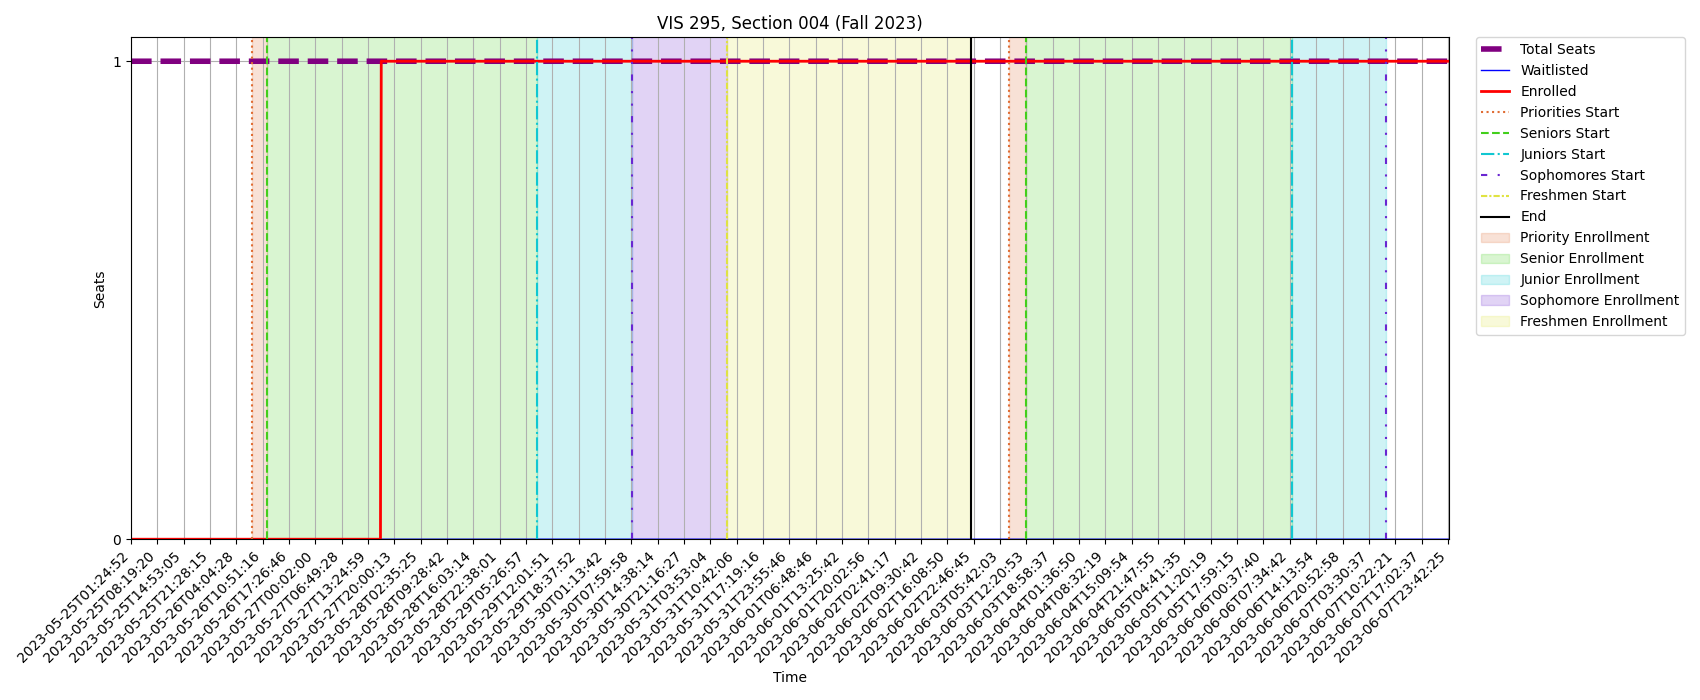 VIS 295, Section 004 (Fall 2023)
Seats
1
0
2023-05-25T01:24:52
2023-05-25T08:19:20
2023-05-25T14:53:05
2023-05-25T21:28:15
2023-05-26T04:04:28
2023-05-26T10:51:16
2023-05-26T17:26:46
2023-05-27T00:02:00
2023-05-27T06:49:28
2023-05-27T13:24:59
2023-05-27T20:00:13
2023-05-28T02:35:25
2023-05-28T09:28:42
2023-05-28T16:03:14
2023-05-28T22:38:01
2023-05-29T05:26:57
2023-05-29T12:01:51
2023-05-29T18:37:52
2023-05-30T01:13:42
2023-05-30T07:59:58
2023-05-30T14:38:14
2023-05-30T21:16:27
2023-05-31T03:53:04
2023-05-31T10:42:06
2023-05-31T17:19:16
2023-05-31T23:55:46
2023-06-01T06:48:46
2023-06-01T13:25:42
2023-06-01T20:02:56
2023-06-02T02:41:17
2023-06-02T09:30:42
2023-06-02T16:08:50
2023-06-02T22:46:45
2023-06-03T05:42:03
2023-06-03T12:20:53
2023-06-03T18:58:37
2023-06-04T01:36:50
2023-06-04T08:32:19
2023-06-04T15:09:54
2023-06-04T21:47:55
2023-06-05T04:41:35
2023-06-05T11:20:19
2023-06-05T17:59:15
2023-06-06T00:37:40
2023-06-06T07:34:42
2023-06-06T14:13:54
2023-06-06T20:52:58
2023-06-07T03:30:37
2023-06-07T10:22:21
2023-06-07T17:02:37
2023-06-07T23:42:25
Time
Total Seats
Waitlisted
Enrolled
Priorities Start
Seniors Start
Juniors Start
Sophomores Start
Freshmen Start
End
Priority Enrollment
Senior Enrollment
Junior Enrollment
Sophomore Enrollment
Freshmen Enrollment